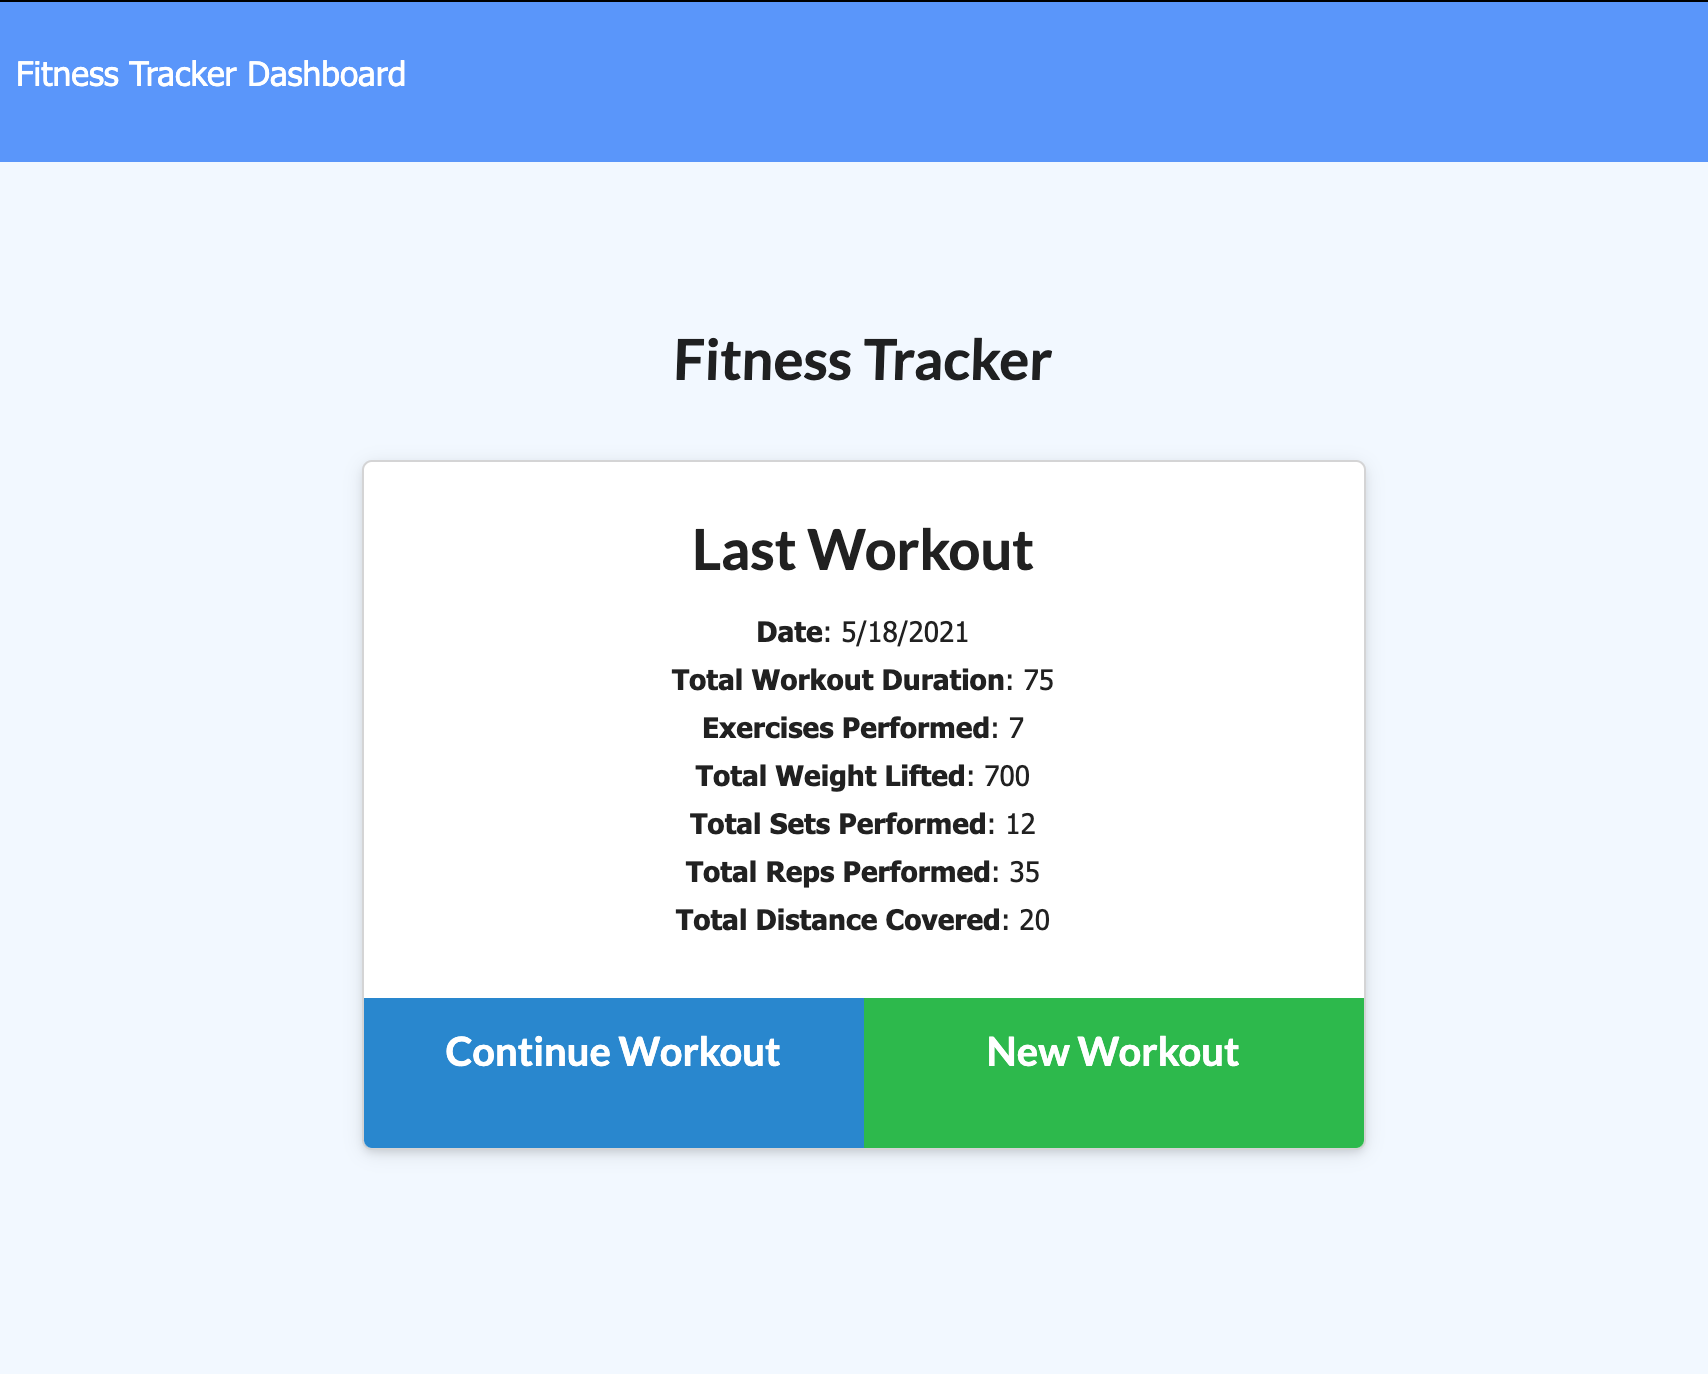 Fitness Tracker Dashboard
Fitness Tracker
Last Workout
Date: 5/18/2021
Total Workout Duration: 75
Exercises Performed: 7
Total Weight Lifted: 700
Total Sets Performed: 12
Total Reps Performed: 35
Total Distance Covered: 20
Continue Workout
New Workout